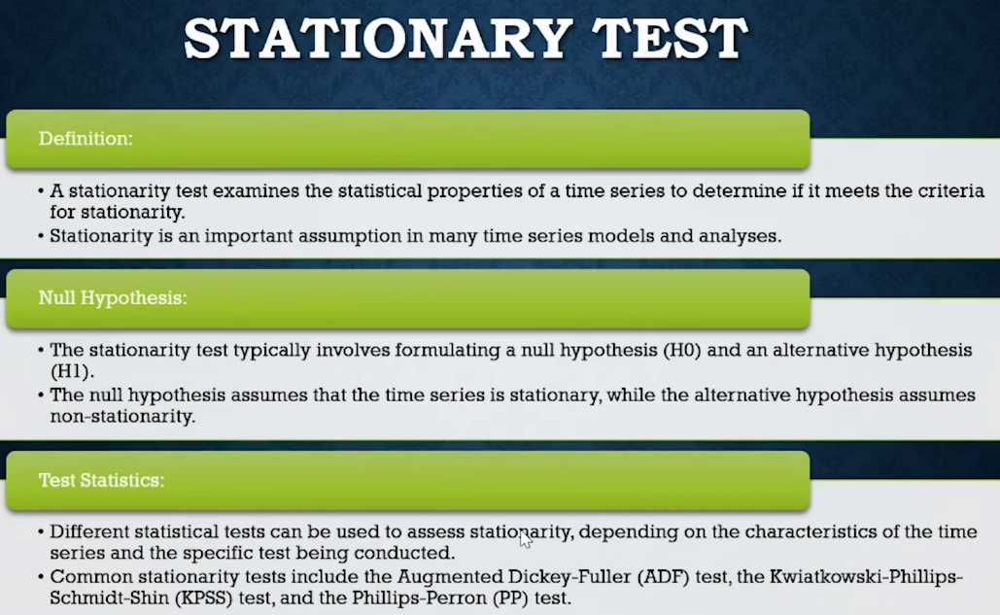 STATIONARY TEST
Definition:
• A stationarity test examines the statistical properties of a time series to determine if it meets the criteria
for stationarity.
• Stationarity is an important assumption in many time series models and analyses.
Null Hypothesis:
• The stationarity test typically involves formulating a null hypothesis (H0) and an alternative hypothesis
(H1).
• The null hypothesis assumes that the time series is stationary, while the alternative hypothesis assumes
non-stationarity.
Test Statistics:
• Different statistical tests can be used to assess stationarity, depending on the characteristics of the time
series and the specific test being conducted.
• Common stationarity tests include the Augmented Dickey-Fuller (ADF) test, the Kwiatkowski-Phillips-
Schmidt-Shin (KPSS) test, and the Phillips-Perron (PP) test.